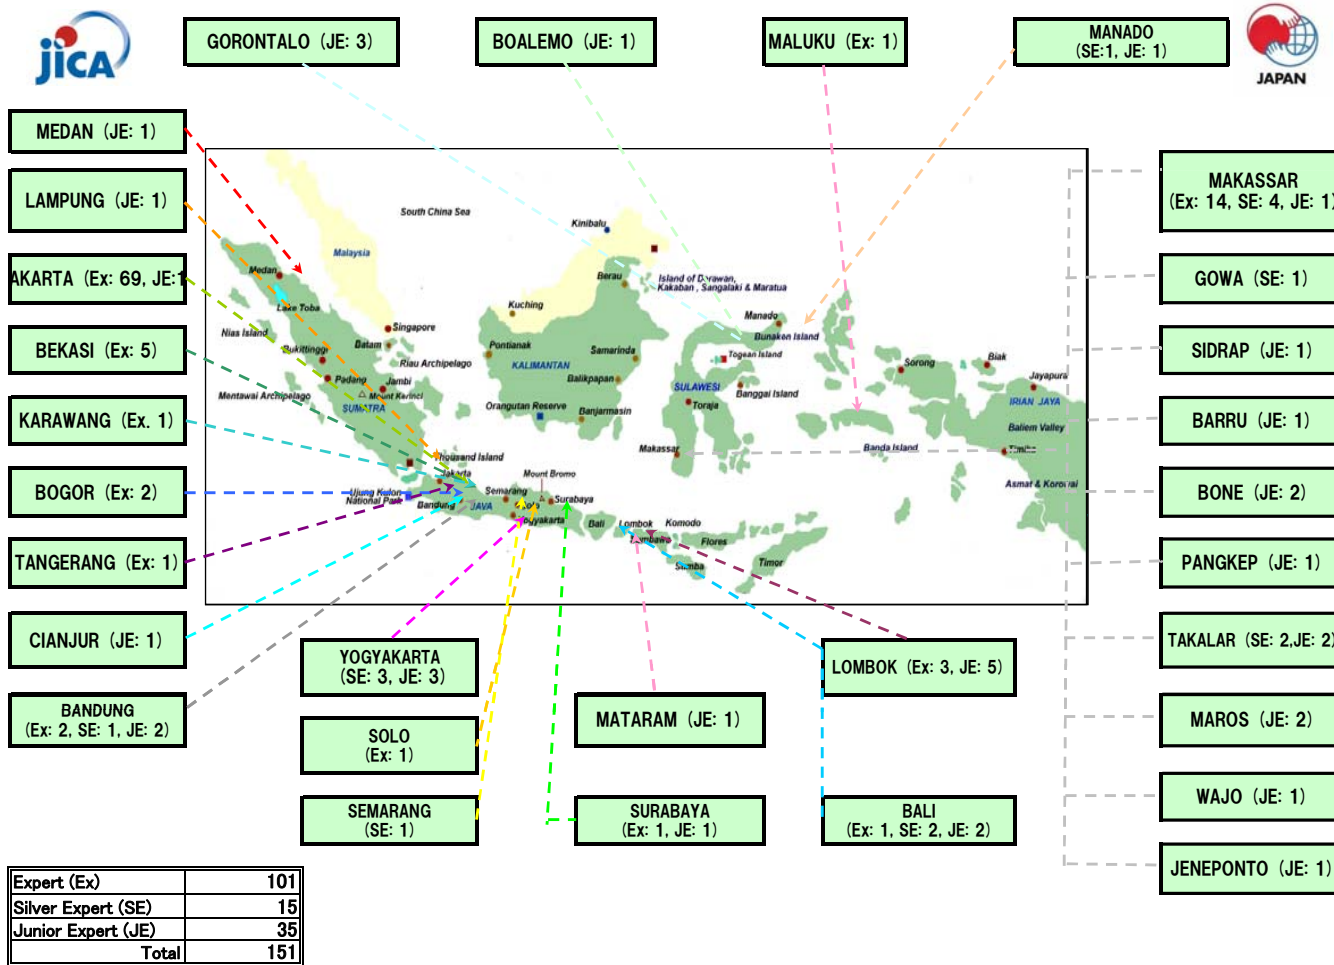 jICA
GORONTALO (JE: 3)
BOALEMO (JE: 1)
MALUKU (Ex: 1)
MANADO
(SE:1, JE: 1)
JAPAN
MEDAN (JE: 1)
LAMPUNG (JE: 1)
AKARTA (Ex: 69, JE:1
BEKASI (Ex: 5)
KARAWANG (Ex. 1)
BOGOR (Ex: 2)
TANGERANG (Ex: 1)
CIANJUR (JE: 1)
BANDUNG
(Ex: 2, SE: 1, JE: 2)
South China Sea
Kinibalu
Malaysia
Medan
Lake Toba
Nias Island
Singapore
Bukittinggi
Batam
Riau Archipelago
Padang
Jambi
Mentawai Archipelago
Mount Kerinci
SUMATRA
Kuching
Berau
Island of Derawan,
Kakaban , Sangalaki & Maratua
Pontianak
KALIMANTAN
Samarinda
Balikpapan
Orangutan Reserve
Banjarmasin
Manado
Bunaken Island
Togean Island
SULAWESI
Banggai Island
Toraja
Makassar
Sorong
Biak
Jayapura
IRIAN JAYA
Baliem Valley
Banda Island
Timika
Asmat & Korowai
Thousand Island
Jakarta
Ujung Kulon
National Park
Bandung
JAVA
Semarang
Mount Bromo
Surabaya
Yogyakarta
Bali
Lombok
Komodo
Sumbawa
Flores
Sumba
Timor
MAKASSAR
(Ex: 14, SE: 4, JE: 1)
GOWA (SE: 1)
SIDRAP (JE: 1)
BARRU (JE: 1)
BONE (JE: 2)
PANGKEP (JE: 1)
TAKALAR (SE: 2,JE: 2)
MAROS (JE: 2)
WAJO (JE: 1)
JENEPONTO (JE: 1)
YOGYAKARTA
(SE: 3, JE: 3)
SOLO
(Ex: 1)
SEMARANG
(SE: 1)
MATARAM (JE: 1)
SURABAYA
(Ex: 1, JE: 1)
LOMBOK (Ex: 3, JE: 5)
BALI
(Ex: 1, SE: 2, JE: 2)
Expert (Ex) 101
Silver Expert (SE) 15
Junior Expert (JE) 35
Total 151